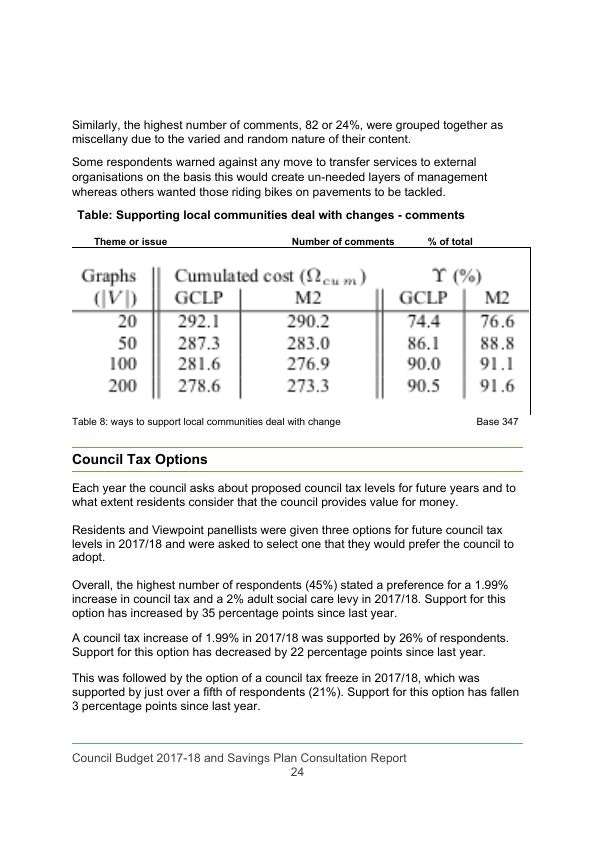 Similarly, the highest number of comments, 82 or 24%, were grouped together as
miscellany due to the varied and random nature of their content.
Some respondents warned against any move to transfer services to external
organisations on the basis this would create un-needed layers of management
whereas others wanted those riding bikes on pavements to be tackled.
Table: Supporting local communities deal with changes - comments
Theme or issue Number of comments % of total
Graphs Cumulated cost (Ωcum) ϒ (%)
(|V|) GCLP M2 GCLP M2
20 292.1 290.2 74.4 76.6
50 287.3 283.0 86.1 88.8
100 281.6 276.9 90.0 91.1
200 278.6 273.3 90.5 91.6
Table 8: ways to support local communities deal with change Base 347
Council Tax Options
Each year the council asks about proposed council tax levels for future years and to
what extent residents consider that the council provides value for money.
Residents and Viewpoint panellists were given three options for future council tax
levels in 2017/18 and were asked to select one that they would prefer the council to
adopt.
Overall, the highest number of respondents (45%) stated a preference for a 1.99%
increase in council tax and a 2% adult social care levy in 2017/18. Support for this
option has increased by 35 percentage points since last year.
A council tax increase of 1.99% in 2017/18 was supported by 26% of respondents.
Support for this option has decreased by 22 percentage points since last year.
This was followed by the option of a council tax freeze in 2017/18, which was
supported by just over a fifth of respondents (21%). Support for this option has fallen
3 percentage points since last year.
Council Budget 2017-18 and Savings Plan Consultation Report
24